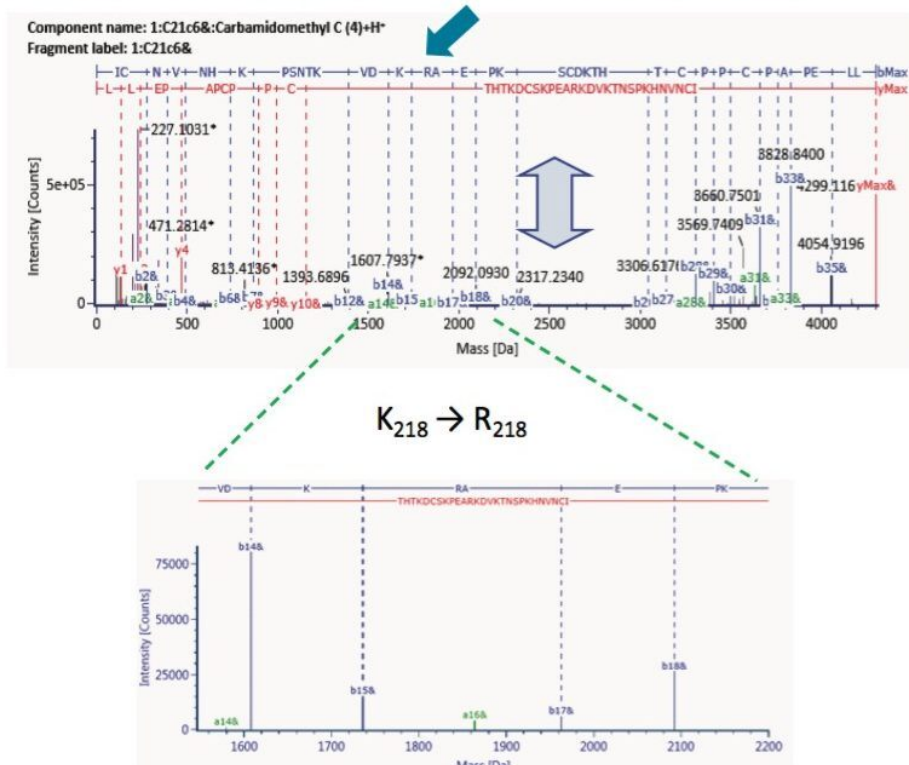 Component name: 1:C21c6&:Carbamidomethyl C (4)+H⁺
Fragment label: 1:C21c6&
IC N V NH K PSNTK VD K RA E PK SCDKTH T C P P C P A PE LL bMax
L L EP APCP P C THTKDCSKPEARKDVKTNSPKHNVNCI yMax
Intensity [Counts]
5e+05
0
227.1031*
471.2814*
813.4136*
1393.6896
1607.7937*
2092.0930
2317.2340
3306.6176
3569.7409
3660.7501
3828.8400
4299.116
4054.9196
yMax&
y1 a2& b2& b4& y4 b6& y8 y9& y10& b12& a14& b14& b15 b17 b18& b20& b27 a28& b29& b30& a31& b31& a33& b33& b35&
0 500 1000 1500 2000 2500 3000 3500 4000
Mass [Da]
K₂₁₈ → R₂₁₈
VD K RA E PK
THTKDCSKPEARKDVKTNSPKHNVNCI
Intensity [Counts]
75000
50000
25000
0
a14& b14& b15& a16& b17& b18&
1600 1700 1800 1900 2000 2100 2200
Mass [Da]